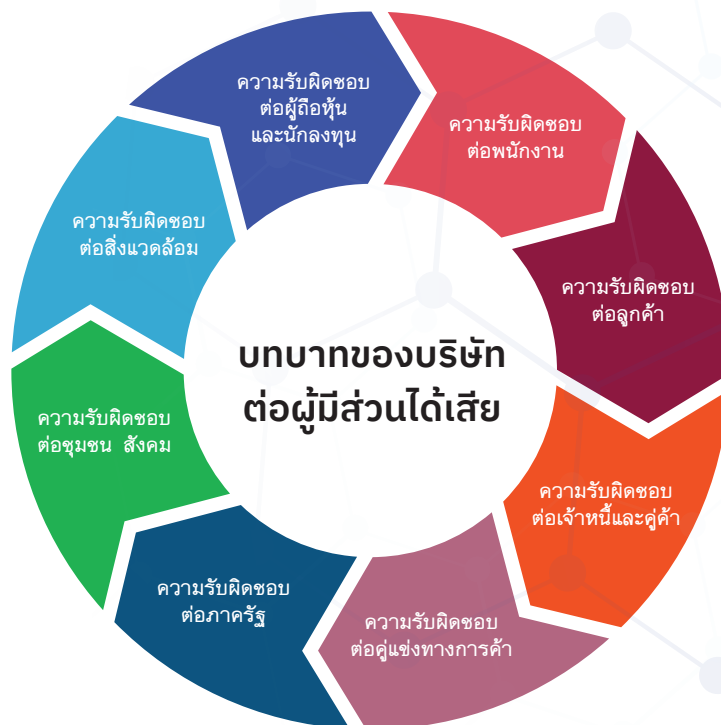 ความรับผิดชอบ
ต่อผู้ถือหุ้น
และนักลงทุน
ความรับผิดชอบ
ต่อพนักงาน
ความรับผิดชอบ
ต่อลูกค้า
ความรับผิดชอบ
ต่อเจ้าหนี้และคู่ค้า
ความรับผิดชอบ
ต่อคู่แข่งทางการค้า
ความรับผิดชอบ
ต่อภาครัฐ
ความรับผิดชอบ
ต่อชุมชน สังคม
ความรับผิดชอบ
ต่อสิ่งแวดล้อม
บทบาทของบริษัท
ต่อผู้มีส่วนได้เสีย